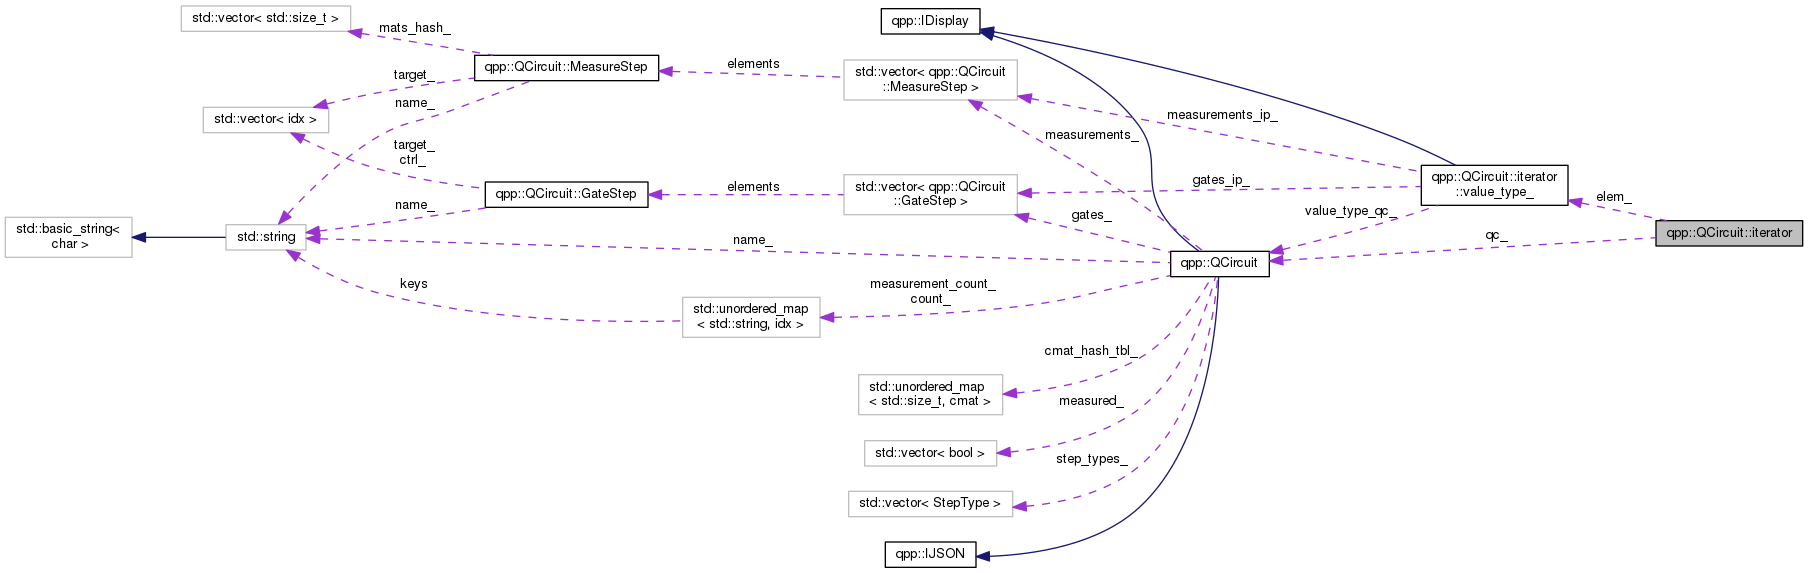 std::vector< std::size_t >
mats_hash_
qpp::QCircuit::MeasureStep
target_
name_
std::vector< idx >
target_
ctrl_
qpp::QCircuit::GateStep
name_
std::basic_string<
char >
std::string
name_
keys
std::unordered_map
< std::string, idx >
measurement_count_
count_
elements
elements
qpp::IDisplay
std::vector< qpp::QCircuit
::MeasureStep >
measurements_ip_
measurements_
std::vector< qpp::QCircuit
::GateStep >
gates_ip_
gates_
qpp::QCircuit::iterator
::value_type_
value_type_qc_
elem_
qpp::QCircuit::iterator
qc_
qpp::QCircuit
cmat_hash_tbl_
std::unordered_map
< std::size_t, cmat >
measured_
std::vector< bool >
step_types_
std::vector< StepType >
qpp::IJSON